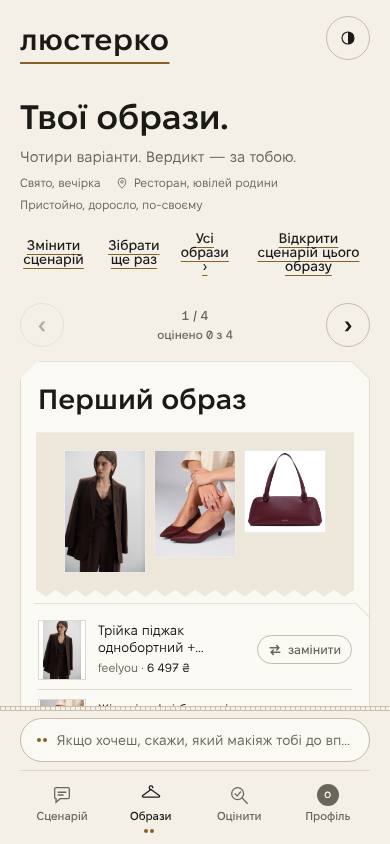 люстерко
Твої образи.
Чотири варіанти. Вердикт — за тобою.
Свято, вечірка Ресторан, ювілей родини
Пристойно, доросло, по-своєму
Змінити
сценарій
Зібрати
ще раз
Усі
образи
›
Відкрити
сценарій цього
образу
‹
1 / 4
оцінено 0 з 4
›
Перший образ
Трійка піджак
однобортний +...
feelyou · 6 497 ₴
замінити
Якщо хочеш, скажи, який макіяж тобі до вп...
Сценарій
Образи
Оцінити
О
Профіль